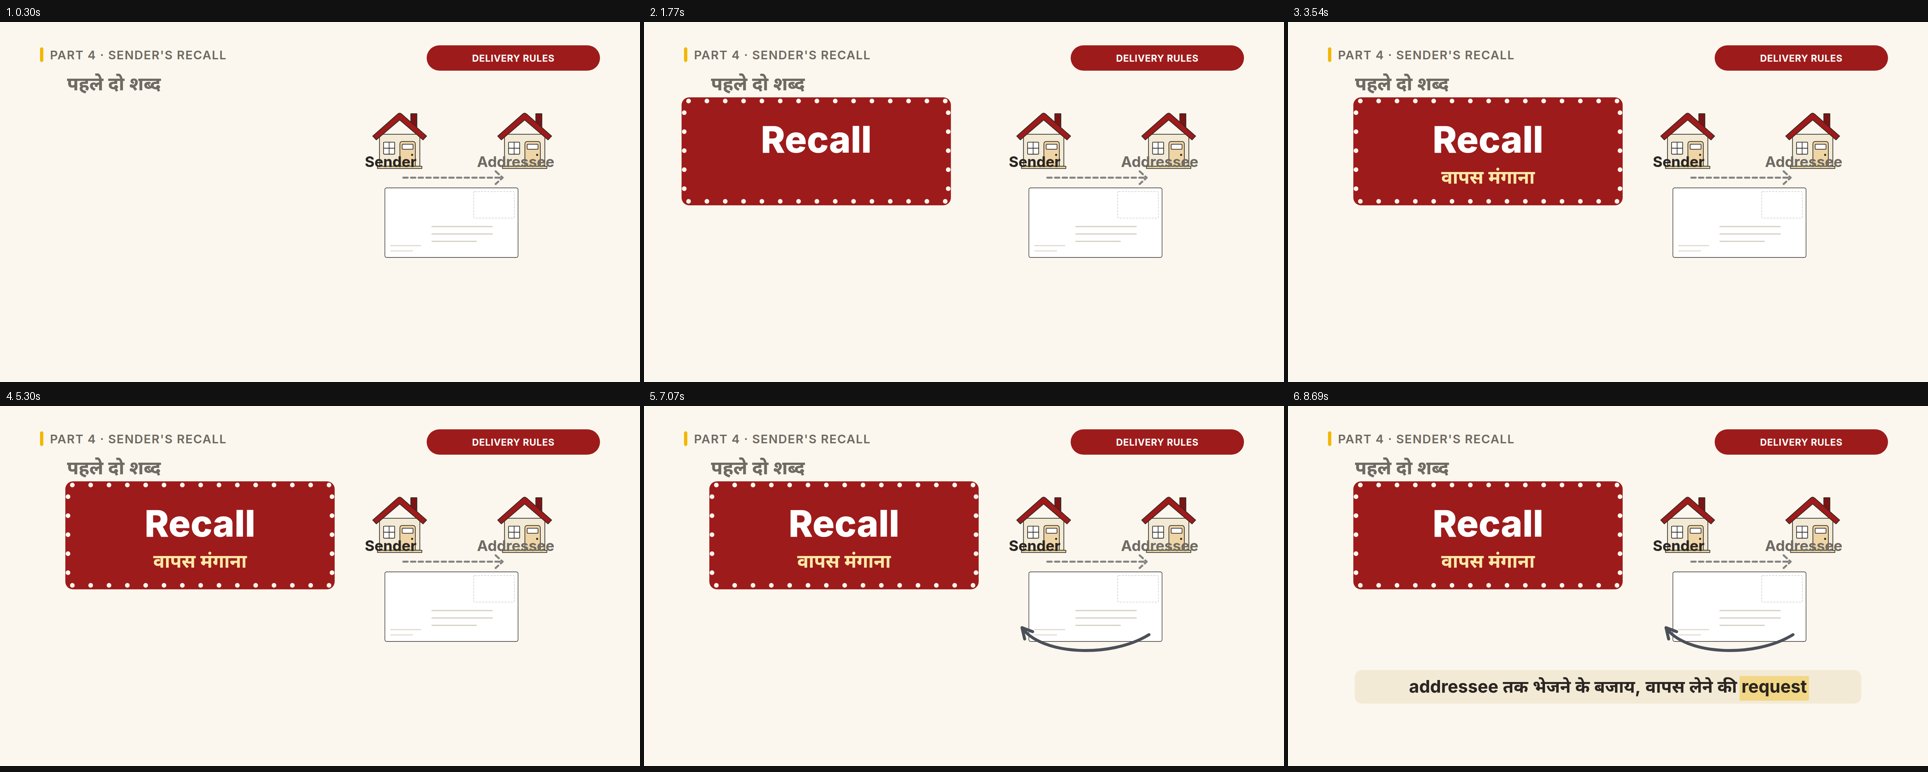 1. 0.30s
PART 4 · SENDER'S RECALL
DELIVERY RULES
पहले दो शब्द
Sender
Addressee
2. 1.77s
PART 4 · SENDER'S RECALL
DELIVERY RULES
पहले दो शब्द
Recall
Sender
Addressee
3. 3.54s
PART 4 · SENDER'S RECALL
DELIVERY RULES
पहले दो शब्द
Recall
वापस मंगाना
Sender
Addressee
4. 5.30s
PART 4 · SENDER'S RECALL
DELIVERY RULES
पहले दो शब्द
Recall
वापस मंगाना
Sender
Addressee
5. 7.07s
PART 4 · SENDER'S RECALL
DELIVERY RULES
पहले दो शब्द
Recall
वापस मंगाना
Sender
Addressee
6. 8.69s
PART 4 · SENDER'S RECALL
DELIVERY RULES
पहले दो शब्द
Recall
वापस मंगाना
Sender
Addressee
addressee तक भेजने के बजाय, वापस लेने की request